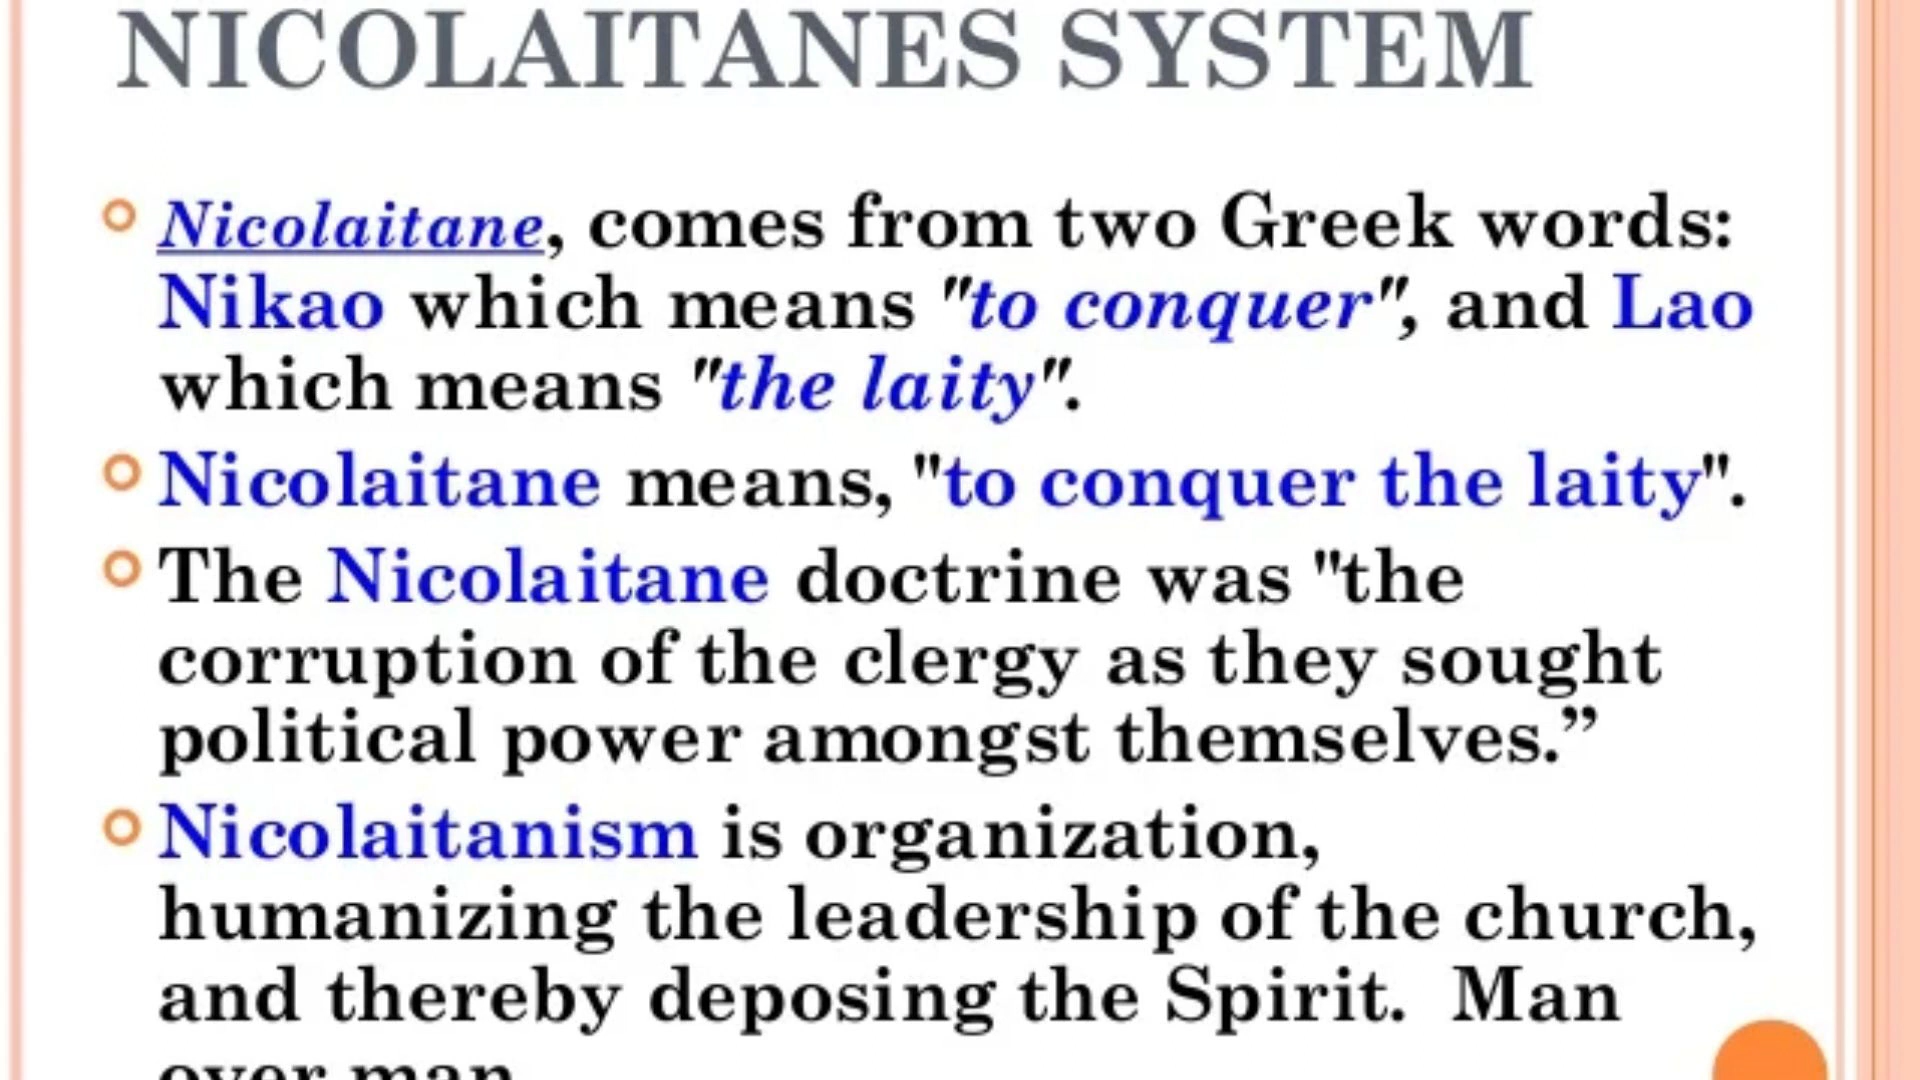 NICOLAITANES SYSTEM
Nicolaitane, comes from two Greek words:
Nikao which means "to conquer", and Lao
which means "the laity".
Nicolaitane means, "to conquer the laity".
The Nicolaitane doctrine was "the
corruption of the clergy as they sought
political power amongst themselves.”
Nicolaitanism is organization,
humanizing the leadership of the church,
and thereby deposing the Spirit. Man
over man